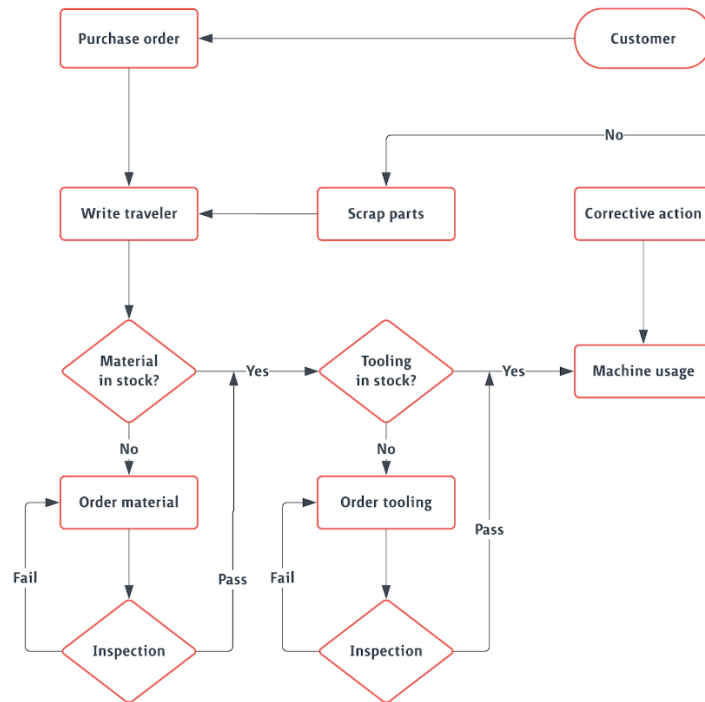 Purchase order
Customer
No
Write traveler
Scrap parts
Corrective action
Material
in stock?
Yes
Tooling
in stock?
Yes
Machine usage
No
No
Order material
Order tooling
Pass
Fail
Pass
Fail
Inspection
Inspection